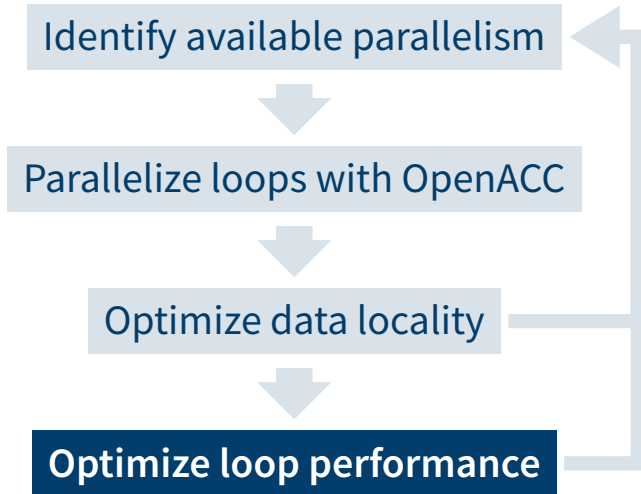 Identify available parallelism
Parallelize loops with OpenACC
Optimize data locality
Optimize loop performance